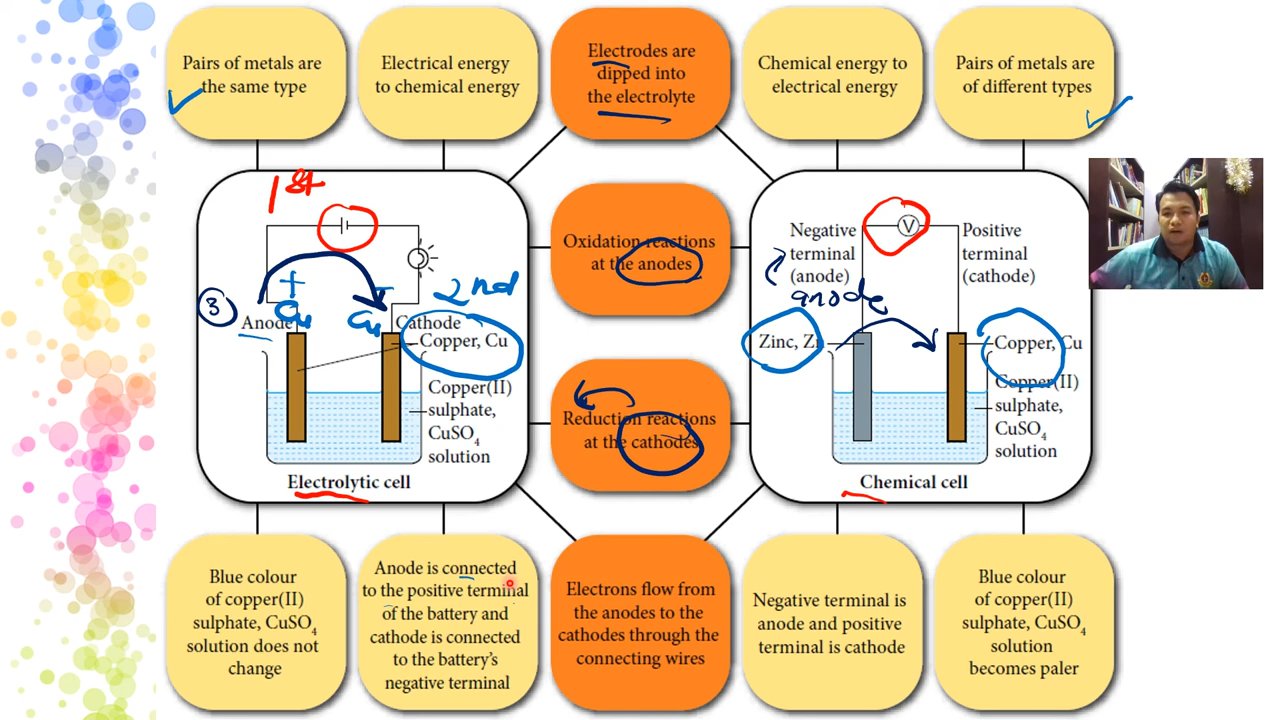 Pairs of metals are
the same type
Electrical energy
to chemical energy
Electrodes are
dipped into
the electrolyte
Chemical energy to
electrical energy
Pairs of metals are
of different types
1st
+
-
Cu
Cu
2nd
3
Anode
Cathode
Copper, Cu
Copper(II)
sulphate,
CuSO4
solution
Electrolytic cell
Oxidation reactions
at the anodes
Reduction reactions
at the cathodes
V
Negative
terminal
(anode)
anode
Positive
terminal
(cathode)
Zinc, Zn
Copper, Cu
Copper(II)
sulphate,
CuSO4
solution
Chemical cell
Blue colour
of copper(II)
sulphate, CuSO4
solution does not
change
Anode is connected
to the positive terminal
of the battery and
cathode is connected
to the battery's
negative terminal
Electrons flow from
the anodes to the
cathodes through the
connecting wires
Negative terminal is
anode and positive
terminal is cathode
Blue colour
of copper(II)
sulphate, CuSO4
solution
becomes paler